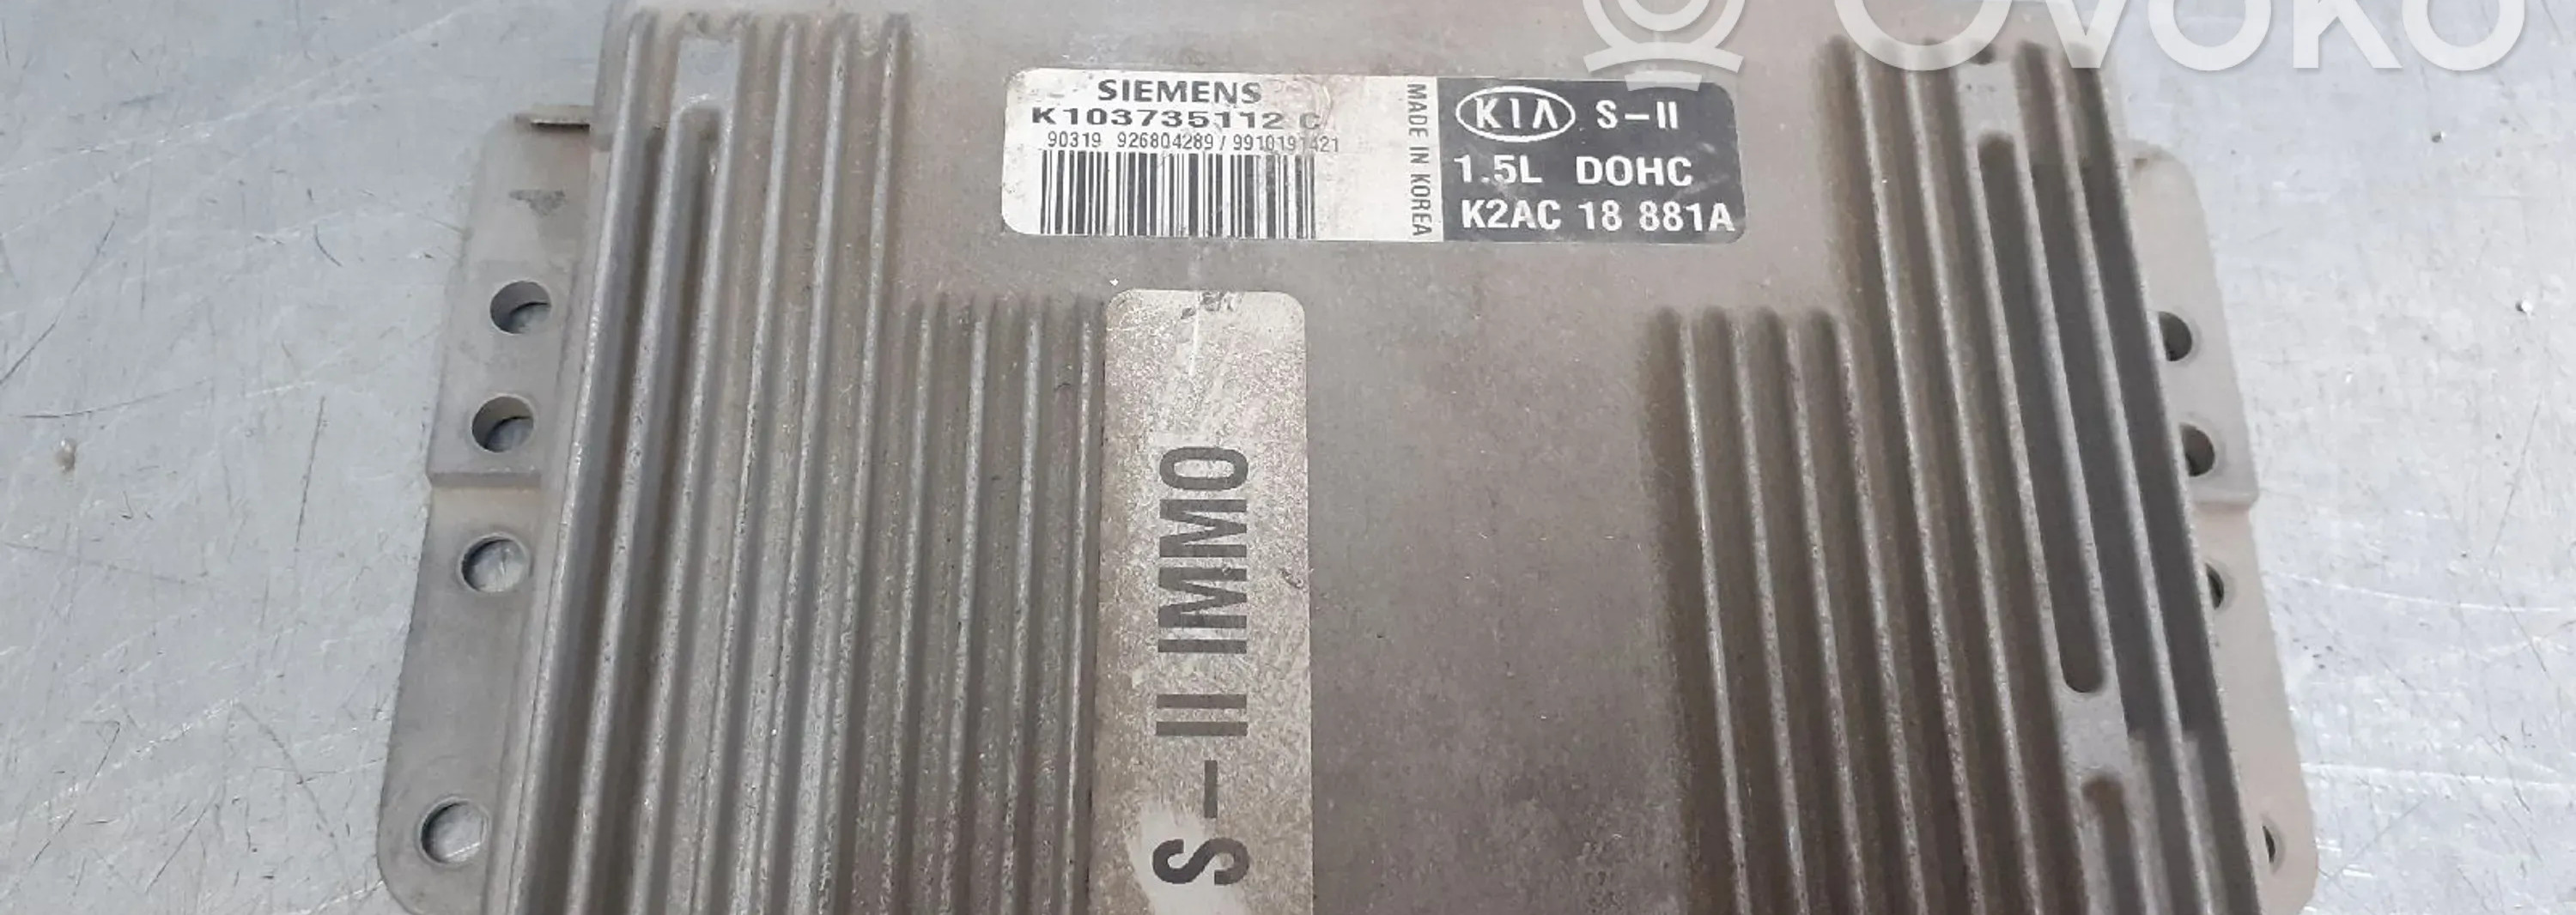 OVOKO
SIEMENS
K103735112 C
90319 926804289 / 9910191421
MADE IN KOREA
KIA S-II
1.5L DOHC
K2AC 18 881A
S-II IMMO